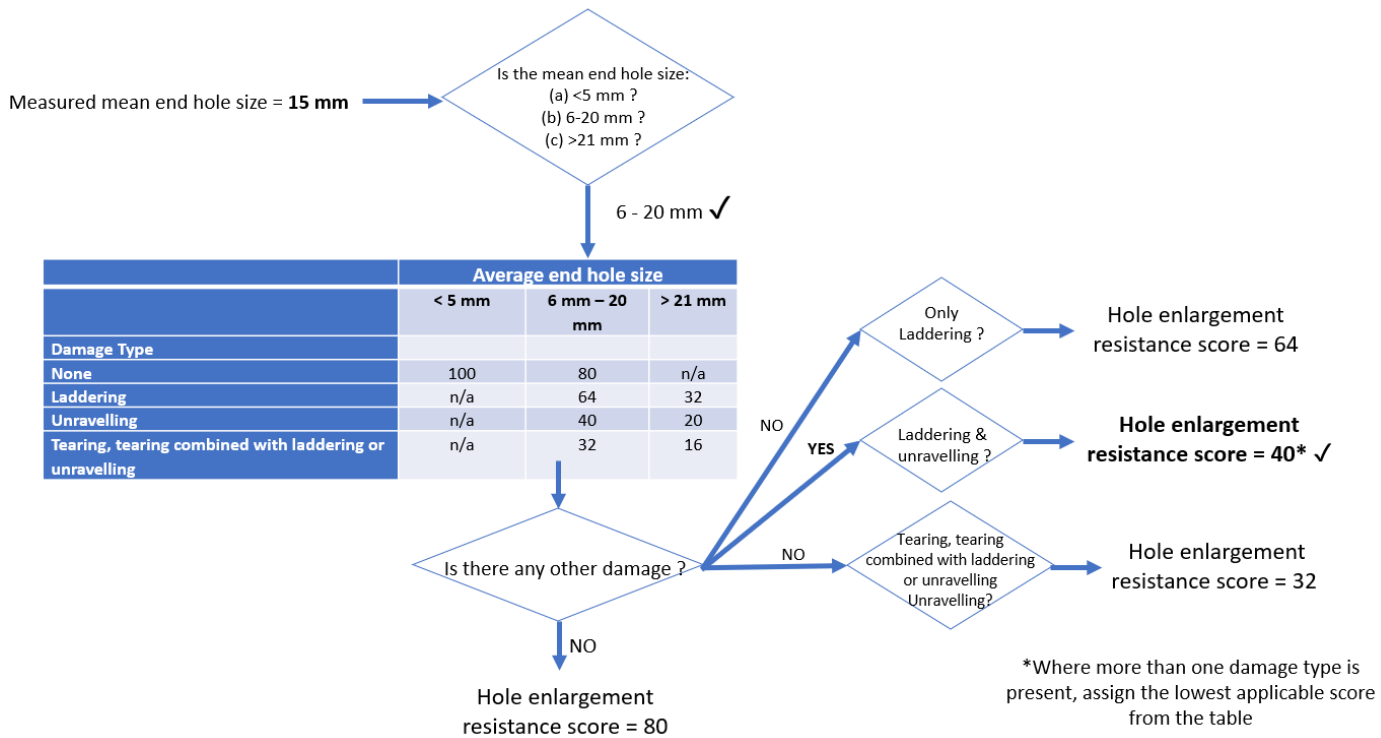 Measured mean end hole size = 15 mm
Is the mean end hole size:
(a) <5 mm ?
(b) 6-20 mm ?
(c) >21 mm ?
6 - 20 mm ✓
Average end hole size
< 5 mm 6 mm – 20 > 21 mm
mm
Damage Type
None 100 80 n/a
Laddering n/a 64 32
Unravelling n/a 40 20
Tearing, tearing combined with laddering or n/a 32 16
unravelling
Is there any other damage ?
NO
Hole enlargement
resistance score = 80
NO
Only
Laddering ?
Hole enlargement
resistance score = 64
YES
Laddering &
unravelling ?
Hole enlargement
resistance score = 40* ✓
NO
Tearing, tearing
combined with laddering
or unravelling
Unravelling?
Hole enlargement
resistance score = 32
*Where more than one damage type is
present, assign the lowest applicable score
from the table